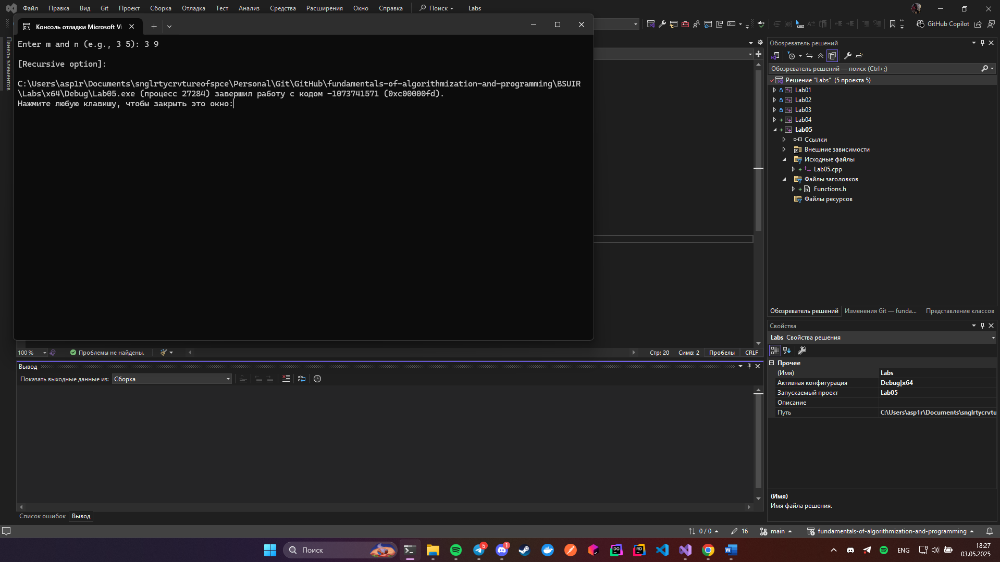 Файл Правка Вид Git Проект Сборка Отладка Тест Анализ Средства Расширения Окно Справка Поиск Labs
GitHub Copilot
Консоль отладки Microsoft Vi
Enter m and n (e.g., 3 5): 3 9
[Recursive option]:
C:\Users\asp1r\Documents\snglrtycrvtureofspce\Personal\Git\GitHub\fundamentals-of-algorithmization-and-programming\BSUIR
\Labs\x64\Debug\Lab05.exe (процесс 27284) завершил работу с кодом -1073741571 (0xc00000fd).
Нажмите любую клавишу, чтобы закрыть это окно:
Панель элементов
100 % Проблемы не найдены. Стр: 20 Симв: 2 Пробелы CRLF
Вывод
Показать выходные данные из: Сборка
Список ошибок Вывод
Обозреватель решений
Обозреватель решений — поиск (Ctrl+;)
Решение "Labs" (5 проекта 5)
Lab01
Lab02
Lab03
Lab04
Lab05
Ссылки
Внешние зависимости
Исходные файлы
Lab05.cpp
Файлы заголовков
Functions.h
Файлы ресурсов
Обозреватель решений Изменения Git — funda... Представление классов
Свойства
Labs Свойства решения
Прочее
(Имя) Labs
Активная конфигурация Debug|x64
Запускаемый проект Lab05
Описание
Путь C:\Users\asp1r\Documents\snglrtycrvtu
(Имя)
Имя файла решения.
0 / 0 16 main fundamentals-of-algorithmization-and-programming
Поиск 6 1 DG RD ENG 18:27
03.05.2025